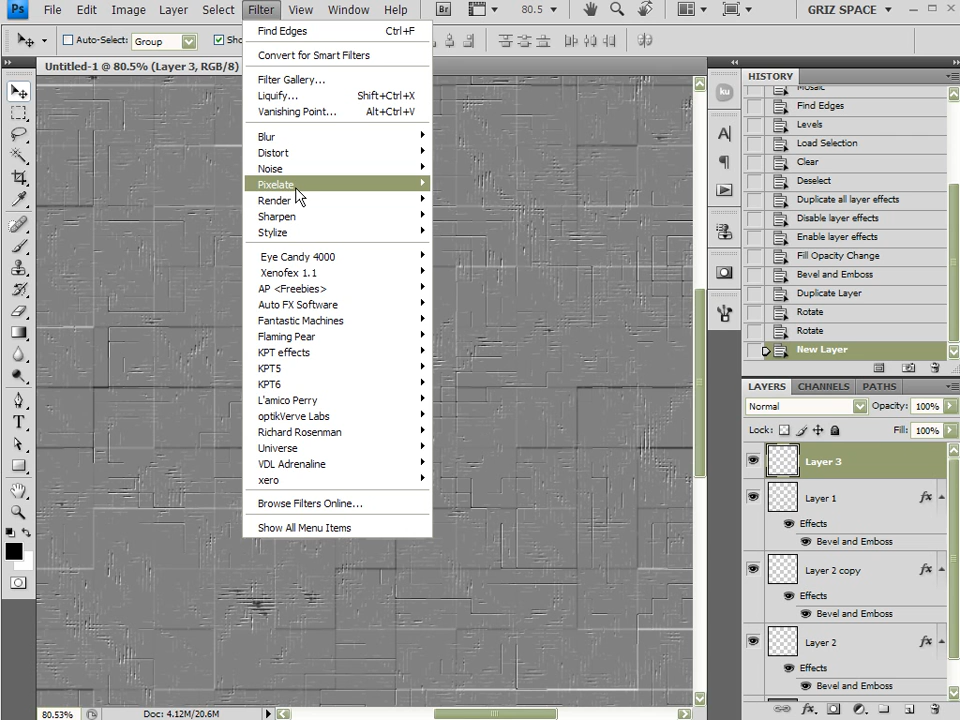 Ps File Edit Image Layer Select Filter View Window Help Br 80.5 GRIZ SPACE
Auto-Select: Group
Untitled-1 @ 80.5% (Layer 3, RGB/8)
Find Edges Ctrl+F
Convert for Smart Filters
Filter Gallery...
Liquify... Shift+Ctrl+X
Vanishing Point... Alt+Ctrl+V
Blur
Distort
Noise
Pixelate
Render
Sharpen
Stylize
Eye Candy 4000
Xenofex 1.1
AP <Freebies>
Auto FX Software
Fantastic Machines
Flaming Pear
KPT effects
KPT5
KPT6
L'amico Perry
optikVerve Labs
Richard Rosenman
Universe
VDL Adrenaline
xero
Browse Filters Online...
Show All Menu Items
ku
HISTORY
Mosaic
Find Edges
Levels
Load Selection
Clear
Deselect
Duplicate all layer effects
Disable layer effects
Enable layer effects
Fill Opacity Change
Bevel and Emboss
Duplicate Layer
Rotate
Rotate
New Layer
LAYERS CHANNELS PATHS
Normal Opacity: 100%
Lock: Fill: 100%
Layer 3
Layer 1 fx
Effects
Bevel and Emboss
Layer 2 copy fx
Effects
Bevel and Emboss
Layer 2 fx
Effects
Bevel and Emboss
fx
80.53% Doc: 4.12M/20.6M